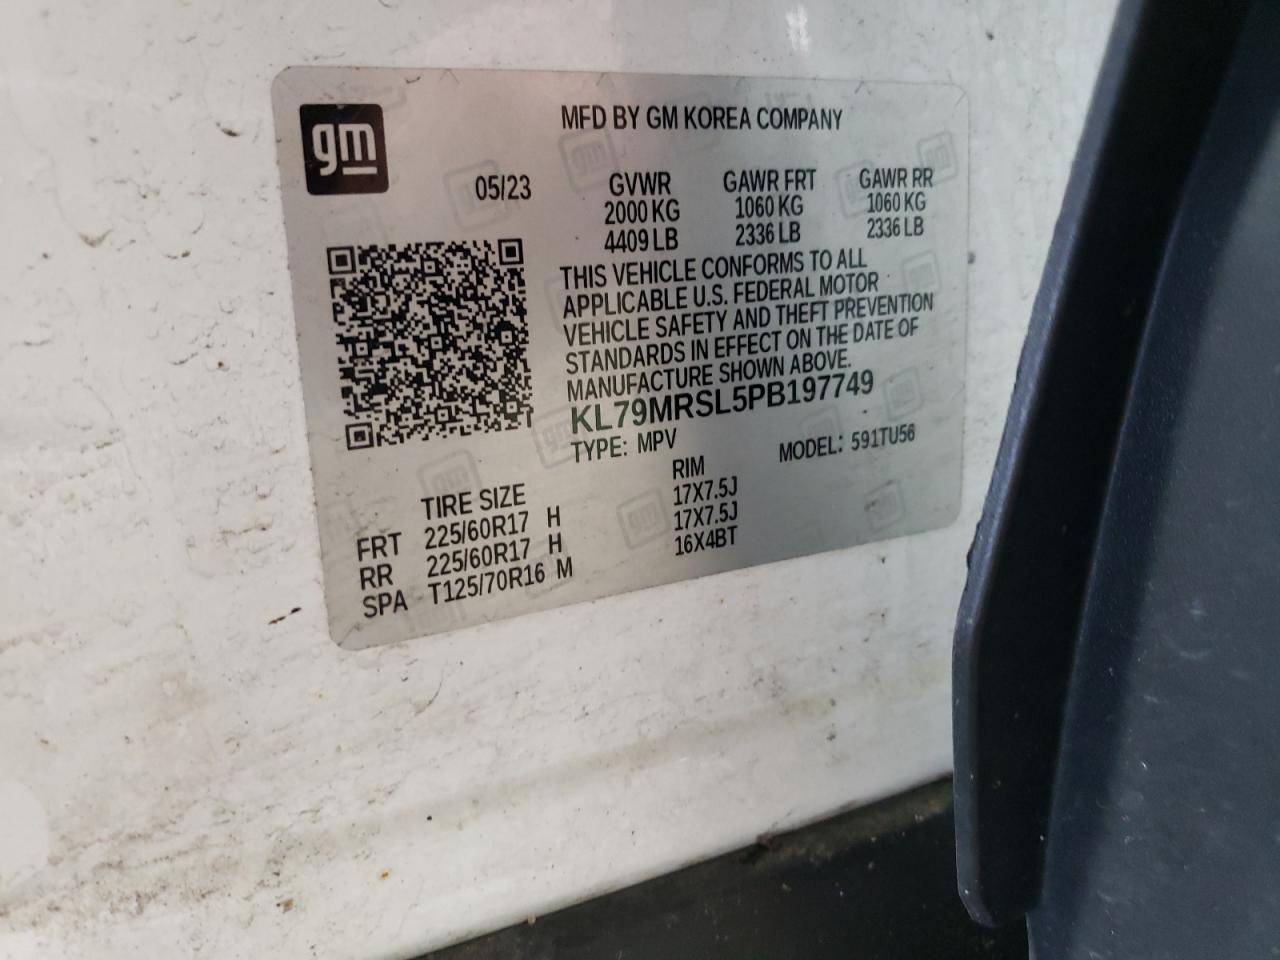 gm
MFD BY GM KOREA COMPANY
05/23
GVWR GAWR FRT GAWR RR
2000 KG 1060 KG 1060 KG
4409 LB 2336 LB 2336 LB
THIS VEHICLE CONFORMS TO ALL
APPLICABLE U.S. FEDERAL MOTOR
VEHICLE SAFETY AND THEFT PREVENTION
STANDARDS IN EFFECT ON THE DATE OF
MANUFACTURE SHOWN ABOVE.
KL79MRSL5PB197749
TYPE: MPV MODEL: 591TU56
TIRE SIZE RIM
FRT 225/60R17 H 17X7.5J
RR 225/60R17 H 17X7.5J
SPA T125/70R16 M 16X4BT